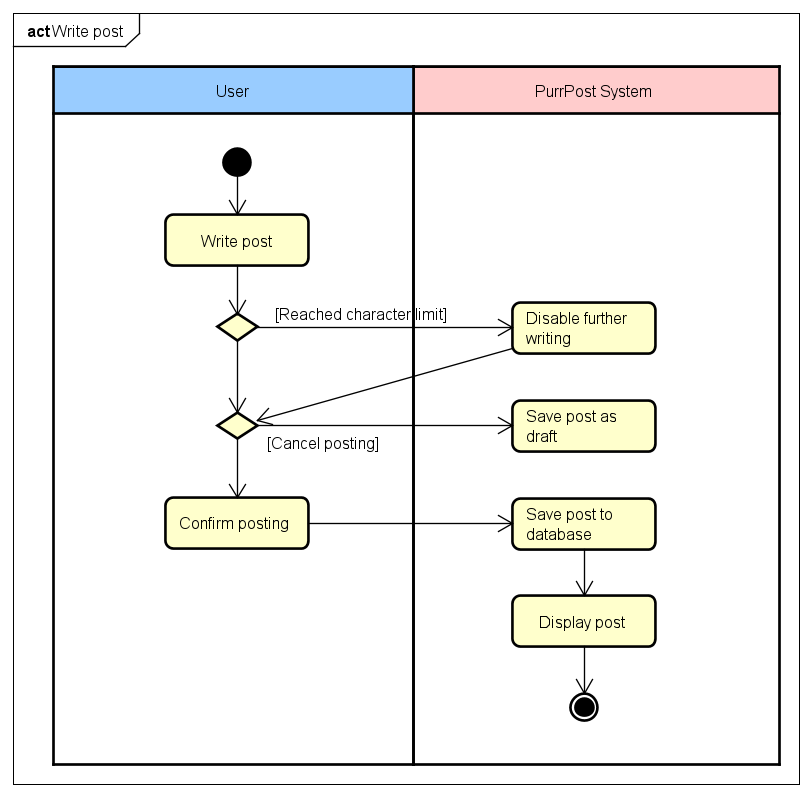 act Write post
User
PurrPost System
Write post
[Reached character limit]
Disable further
writing
Save post as
draft
[Cancel posting]
Confirm posting
Save post to
database
Display post